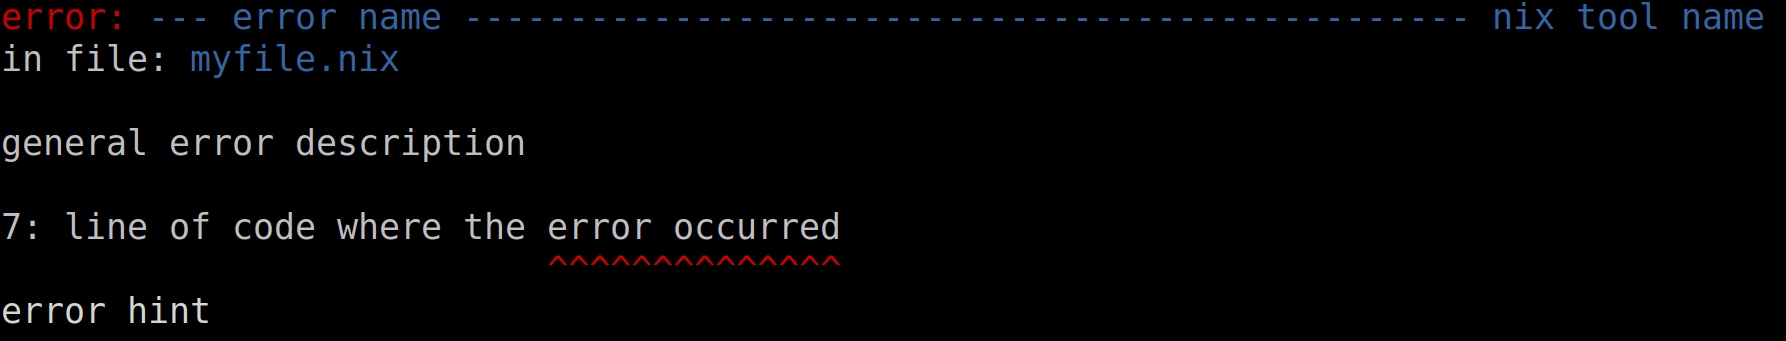 error: --- error name ------------------------------------------------ nix tool name
in file: myfile.nix
general error description
7: line of code where the error occurred
^^^^^^^^^^^^^^
error hint